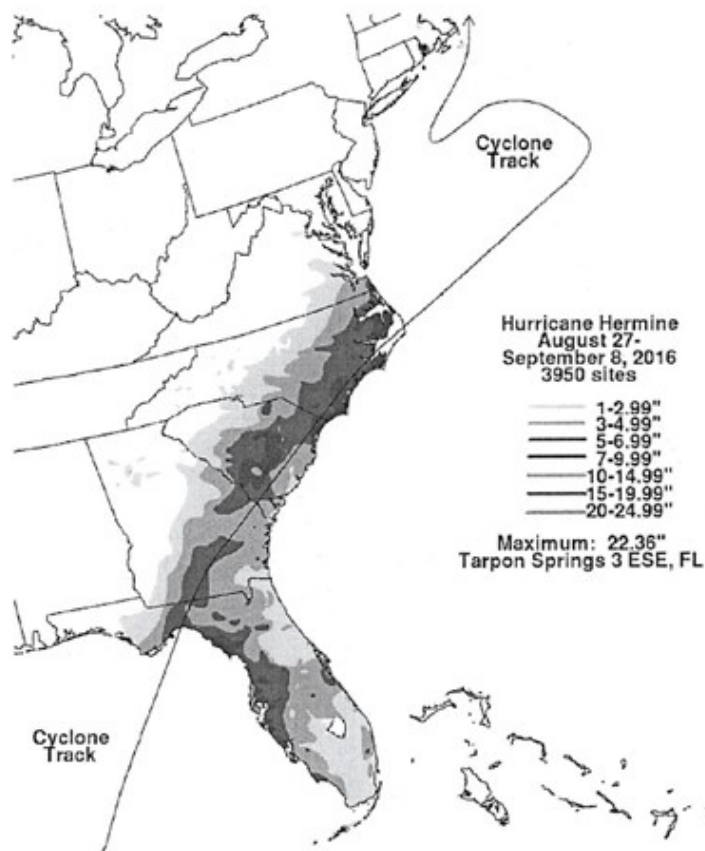 Cyclone
Track
Hurricane Hermine
August 27-
September 8, 2016
3950 sites
1-2.99"
3-4.99"
5-6.99"
7-9.99"
10-14.99"
15-19.99"
20-24.99"
Maximum: 22.36"
Tarpon Springs 3 ESE, FL
Cyclone
Track